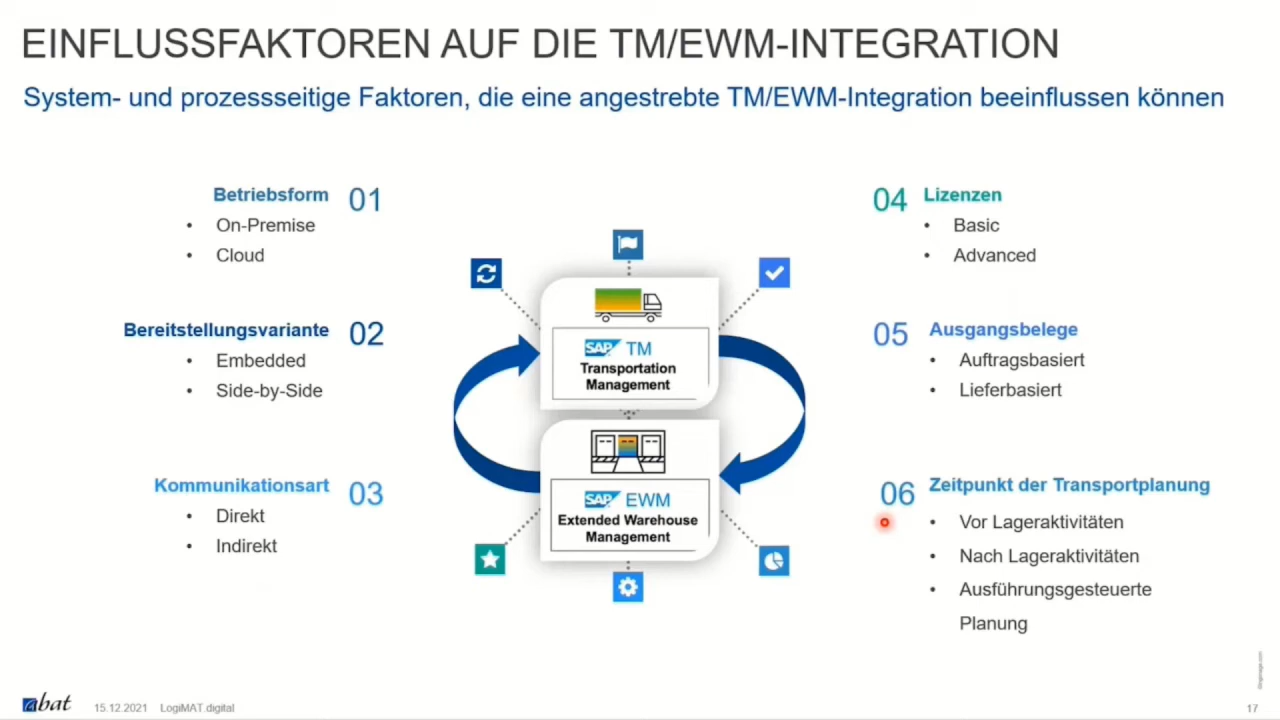 EINFLUSSFAKTOREN AUF DIE TM/EWM-INTEGRATION
System- und prozessseitige Faktoren, die eine angestrebte TM/EWM-Integration beeinflussen können
Betriebsform 01
• On-Premise
• Cloud
Bereitstellungsvariante 02
• Embedded
• Side-by-Side
Kommunikationsart 03
• Direkt
• Indirekt
SAP TM
Transportation
Management
SAP EWM
Extended Warehouse
Management
04 Lizenzen
• Basic
• Advanced
05 Ausgangsbelege
• Auftragsbasiert
• Lieferbasiert
06 Zeitpunkt der Transportplanung
• Vor Lageraktivitäten
• Nach Lageraktivitäten
• Ausführungsgesteuerte
Planung
abat 15.12.2021 LogiMAT digital
17